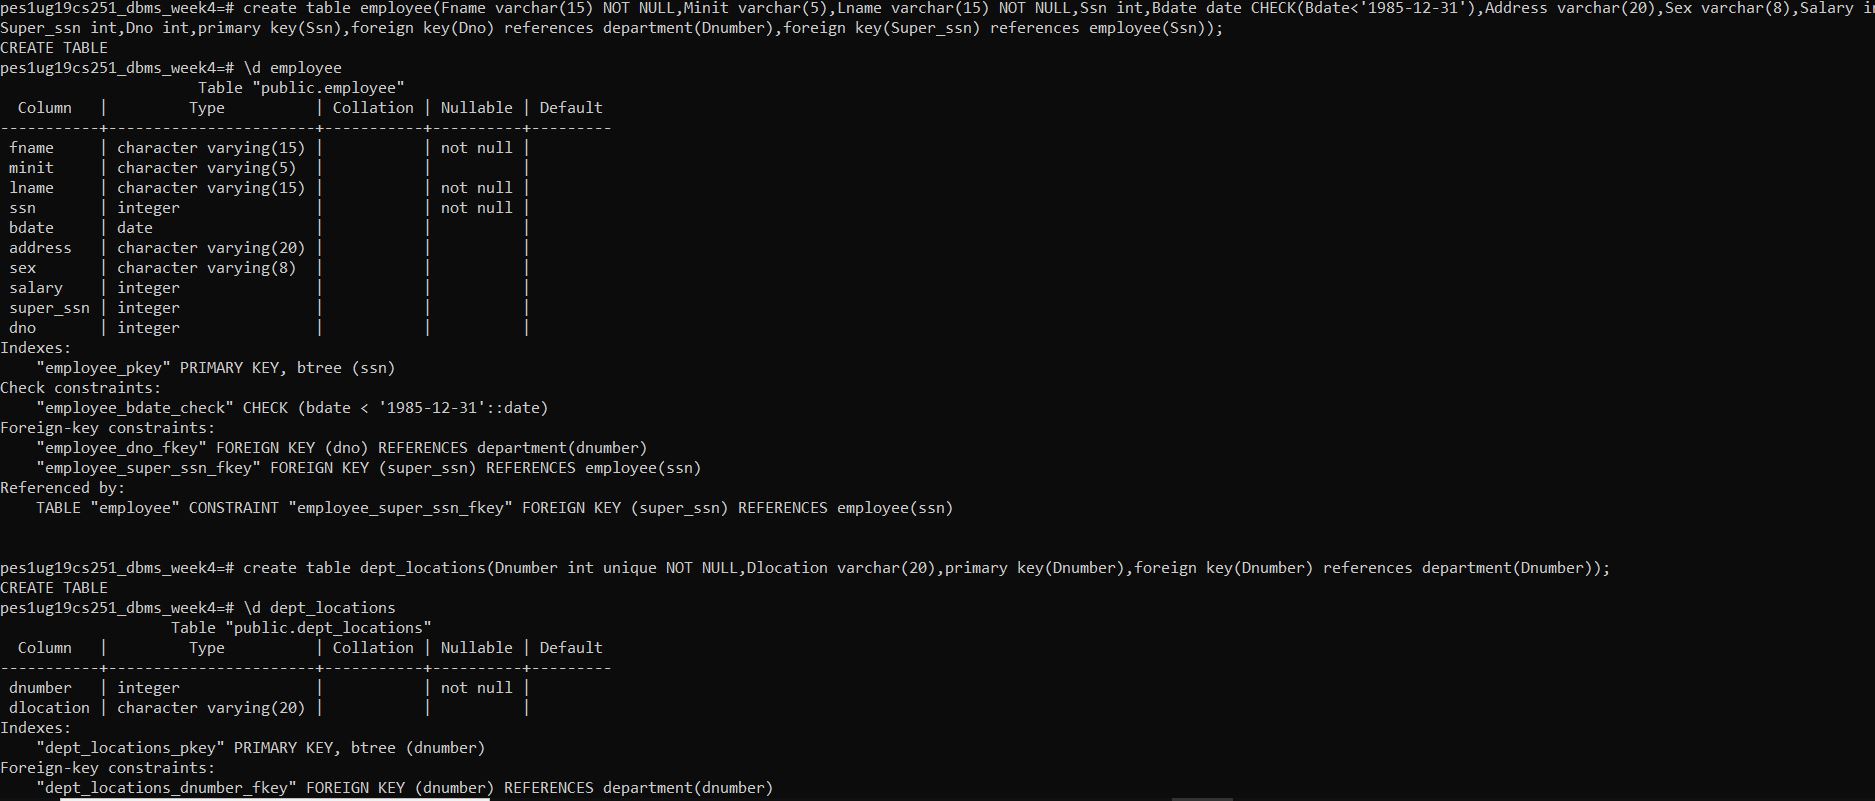 pes1ug19cs251_dbms_week4=# create table employee(Fname varchar(15) NOT NULL,Minit varchar(5),Lname varchar(15) NOT NULL,Ssn int,Bdate date CHECK(Bdate<'1985-12-31'),Address varchar(20),Sex varchar(8),Salary i
Super_ssn int,Dno int,primary key(Ssn),foreign key(Dno) references department(Dnumber),foreign key(Super_ssn) references employee(Ssn));
CREATE TABLE
pes1ug19cs251_dbms_week4=# \d employee
                      Table "public.employee"
  Column   |         Type          | Collation | Nullable | Default
-----------+-----------------------+-----------+----------+---------
 fname     | character varying(15) |           | not null |
 minit     | character varying(5)  |           |          |
 lname     | character varying(15) |           | not null |
 ssn       | integer               |           | not null |
 bdate     | date                  |           |          |
 address   | character varying(20) |           |          |
 sex       | character varying(8)  |           |          |
 salary    | integer               |           |          |
 super_ssn | integer               |           |          |
 dno       | integer               |           |          |
Indexes:
    "employee_pkey" PRIMARY KEY, btree (ssn)
Check constraints:
    "employee_bdate_check" CHECK (bdate < '1985-12-31'::date)
Foreign-key constraints:
    "employee_dno_fkey" FOREIGN KEY (dno) REFERENCES department(dnumber)
    "employee_super_ssn_fkey" FOREIGN KEY (super_ssn) REFERENCES employee(ssn)
Referenced by:
    TABLE "employee" CONSTRAINT "employee_super_ssn_fkey" FOREIGN KEY (super_ssn) REFERENCES employee(ssn)
pes1ug19cs251_dbms_week4=# create table dept_locations(Dnumber int unique NOT NULL,Dlocation varchar(20),primary key(Dnumber),foreign key(Dnumber) references department(Dnumber));
CREATE TABLE
pes1ug19cs251_dbms_week4=# \d dept_locations
                   Table "public.dept_locations"
  Column   |         Type          | Collation | Nullable | Default
-----------+-----------------------+-----------+----------+---------
 dnumber   | integer               |           | not null |
 dlocation | character varying(20) |           |          |
Indexes:
    "dept_locations_pkey" PRIMARY KEY, btree (dnumber)
Foreign-key constraints:
    "dept_locations_dnumber_fkey" FOREIGN KEY (dnumber) REFERENCES department(dnumber)